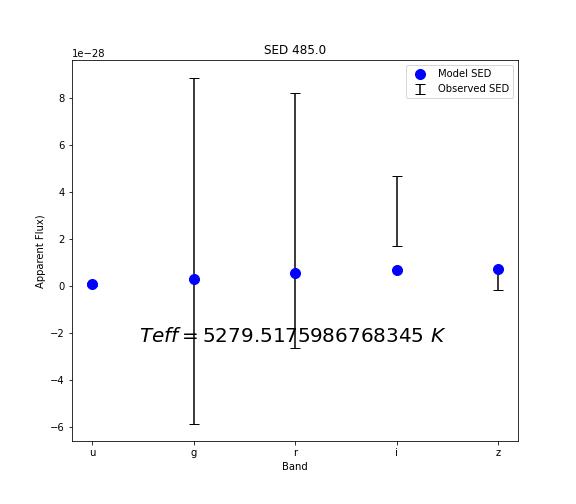 1e−28
SED 485.0
Model SED
Observed SED
8
6
4
2
0
−2
−4
−6
Apparent Flux)
Teff = 5279.5175986768345 K
u g r i z
Band